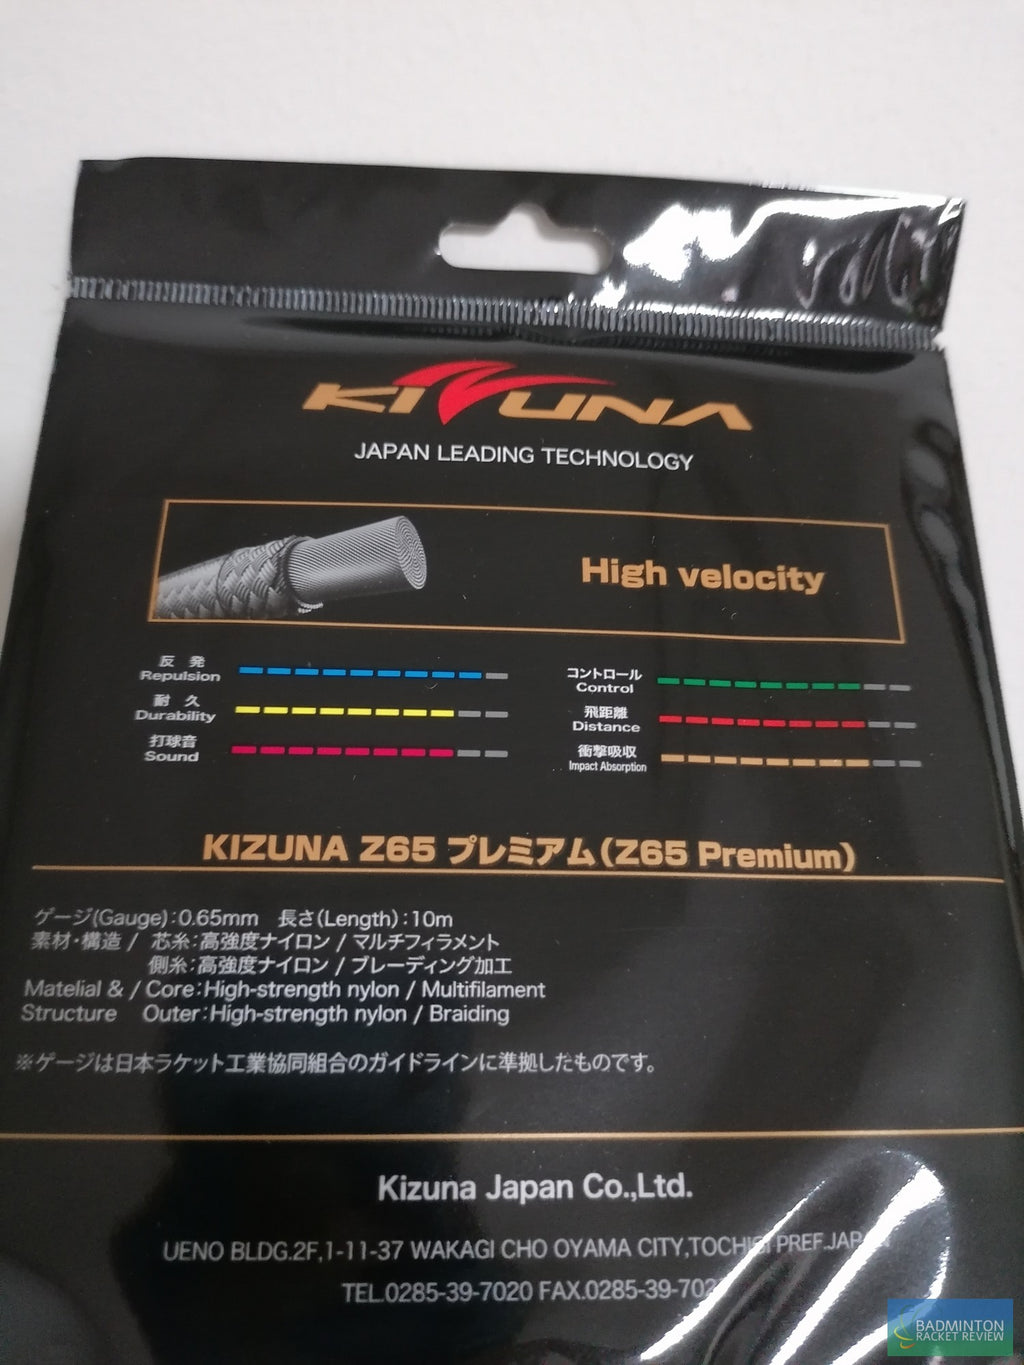 KIZUNA
JAPAN LEADING TECHNOLOGY
High velocity
反 発
Repulsion
耐 久
Durability
打球音
Sound
コントロール
Control
飛距離
Distance
衝撃吸収
Impact Absorption
KIZUNA Z65 プレミアム(Z65 Premium)
ゲージ(Gauge):0.65mm 長さ(Length):10m
素材・構造 / 芯糸:高強度ナイロン / マルチフィラメント
側糸:高強度ナイロン / ブレーディング加工
Matelial & / Core:High-strength nylon / Multifilament
Structure Outer:High-strength nylon / Braiding
※ゲージは日本ラケット工業協同組合のガイドラインに準拠したものです。
Kizuna Japan Co.,Ltd.
UENO BLDG.2F,1-11-37 WAKAGI CHO OYAMA CITY,TOCHIGI PREF.JAPAN
TEL.0285-39-7020 FAX.0285-39-702
BADMINTON
RACKET REVIEW